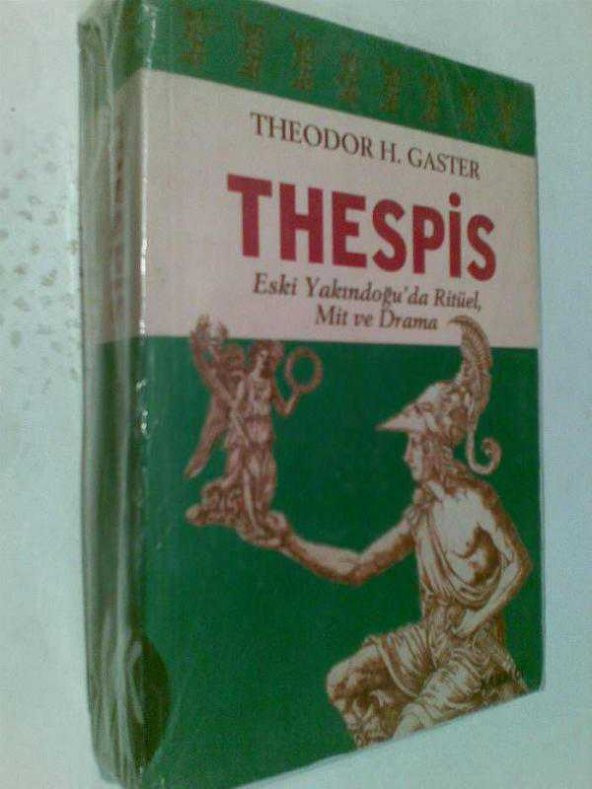 THEODOR H. GASTER
THESPİS
Eski Yakındoğu'da Ritüel,
Mit ve Drama